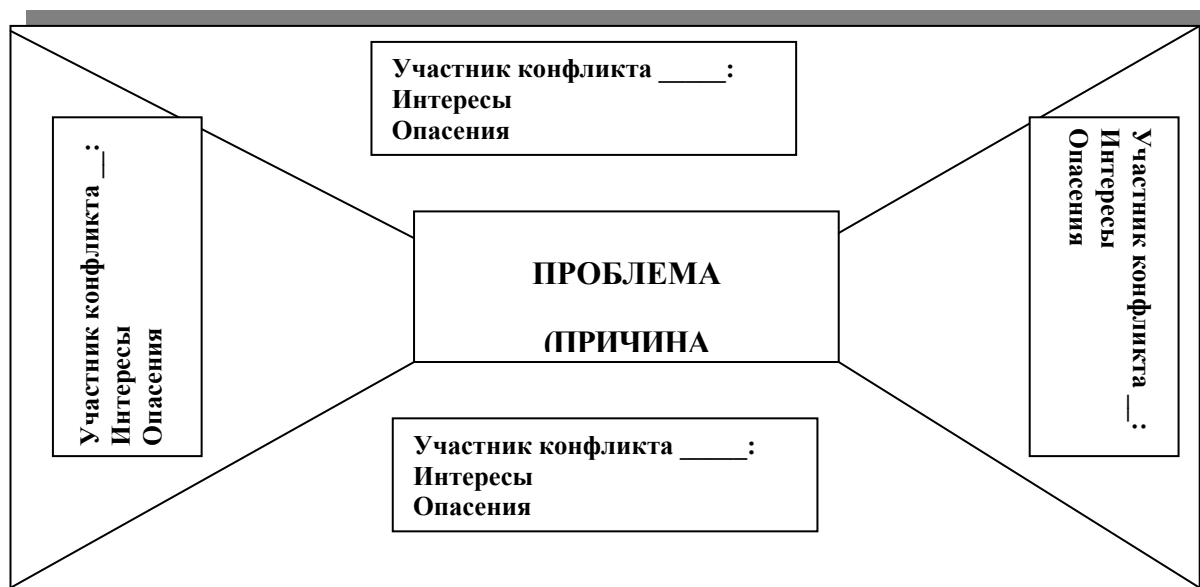 Участник конфликта _____:
Интересы
Опасения
Участник конфликта __:
Интересы
Опасения
ПРОБЛЕМА
(ПРИЧИНА
Участник конфликта __:
Интересы
Опасения
Участник конфликта _____:
Интересы
Опасения